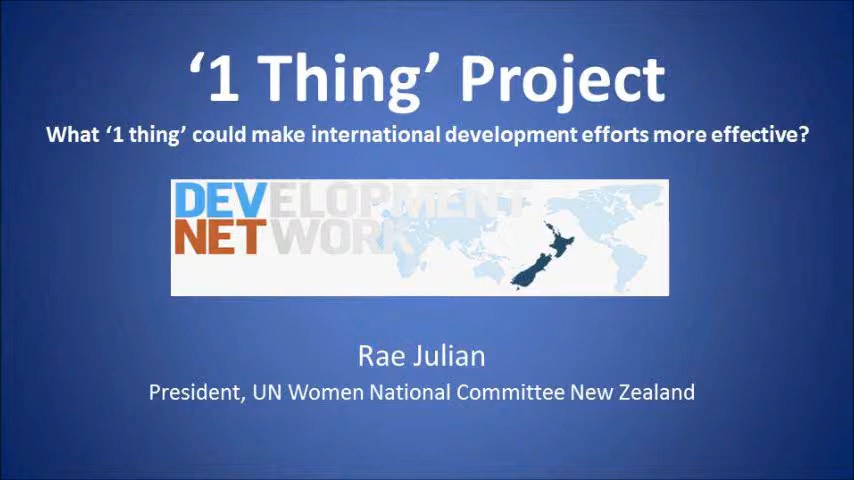 ‘1 Thing’ Project
What ‘1 thing’ could make international development efforts more effective?
DEVELOPMENT
NETWORK
Rae Julian
President, UN Women National Committee New Zealand